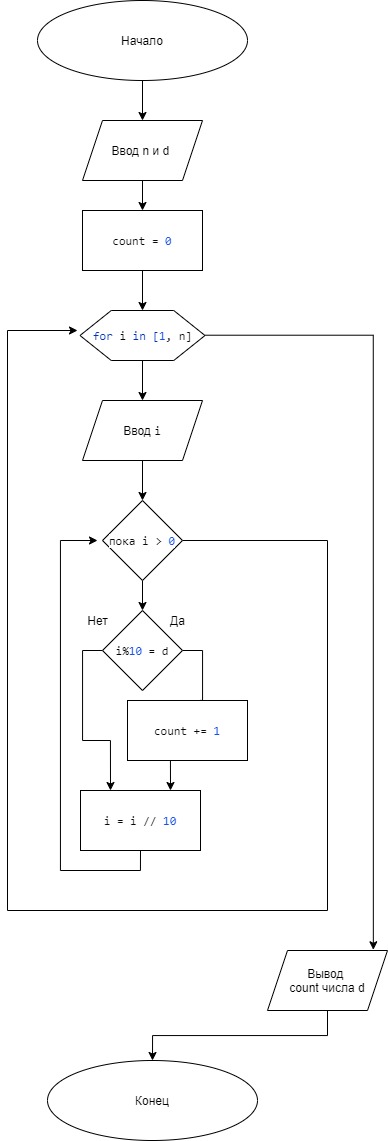 Начало
Ввод n и d
count = 0
for i in [1, n]
Ввод i
пока i > 0
Нет
Да
i%10 = d
count += 1
i = i // 10
Вывод
count числа d
Конец